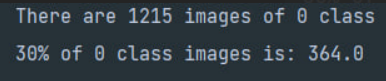 There are 1215 images of 0 class
30% of 0 class images is: 364.0